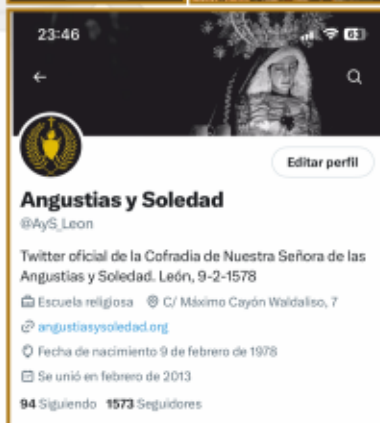 23:46
63
Editar perfil
Angustias y Soledad
@AyS_Leon
Twitter oficial de la Cofradia de Nuestra Señora de las
Angustias y Soledad. León, 9-2-1578
Escuela religiosa C/ Máximo Cayón Waldaliso, 7
angustiasysoledad.org
Fecha de nacimiento 9 de febrero de 1978
Se unió en febrero de 2013
94 Siguiendo 1573 Seguidores